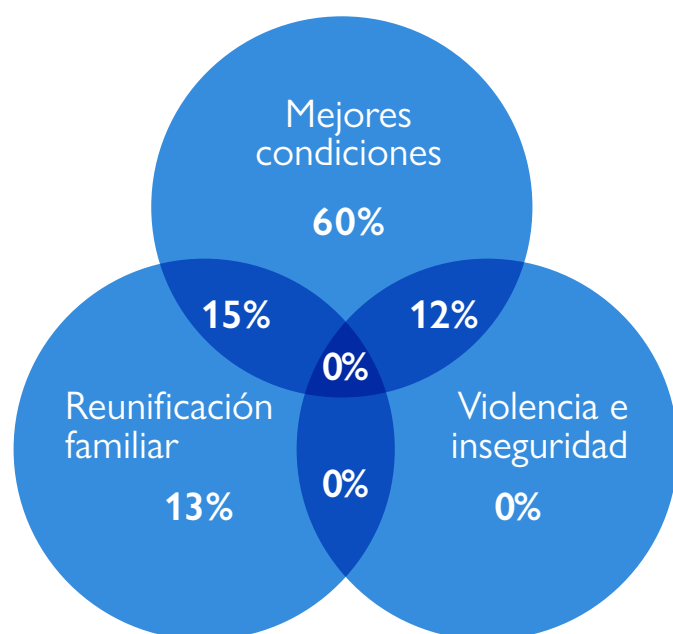 Mejores
condiciones
60%
15%
12%
0%
Reunificación
familiar
13%
Violencia e
inseguridad
0%
0%